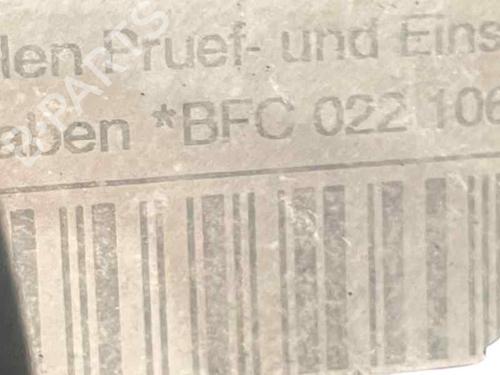 len Pruef- und Eins
aben *BFC 022 106